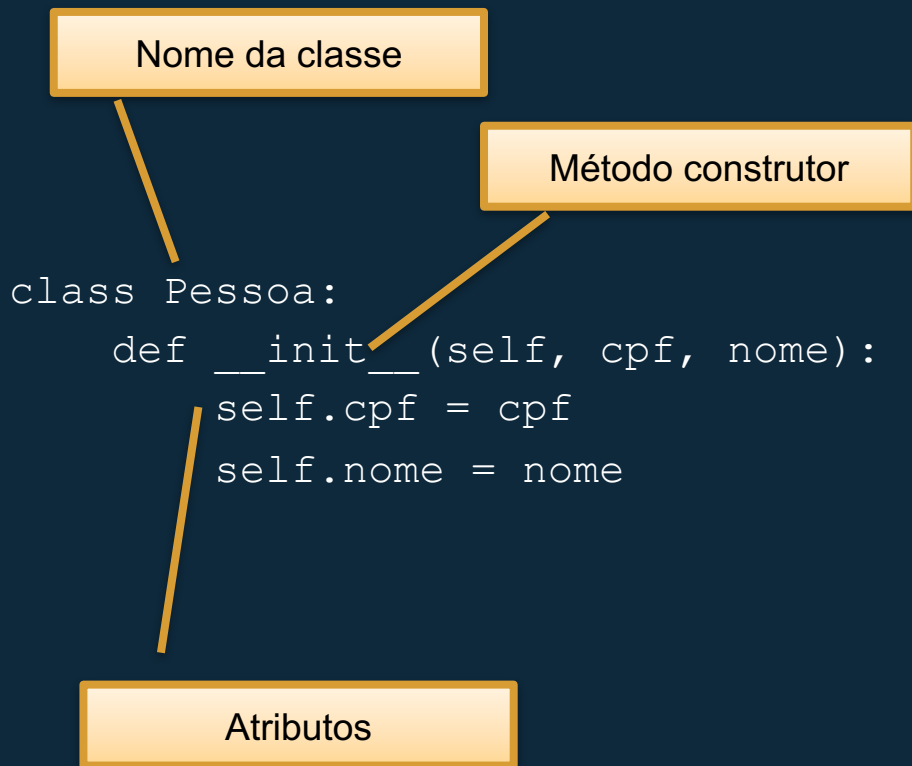 Nome da classe
Método construtor
class Pessoa:
    def __init__(self, cpf, nome):
        self.cpf = cpf
        self.nome = nome
Atributos